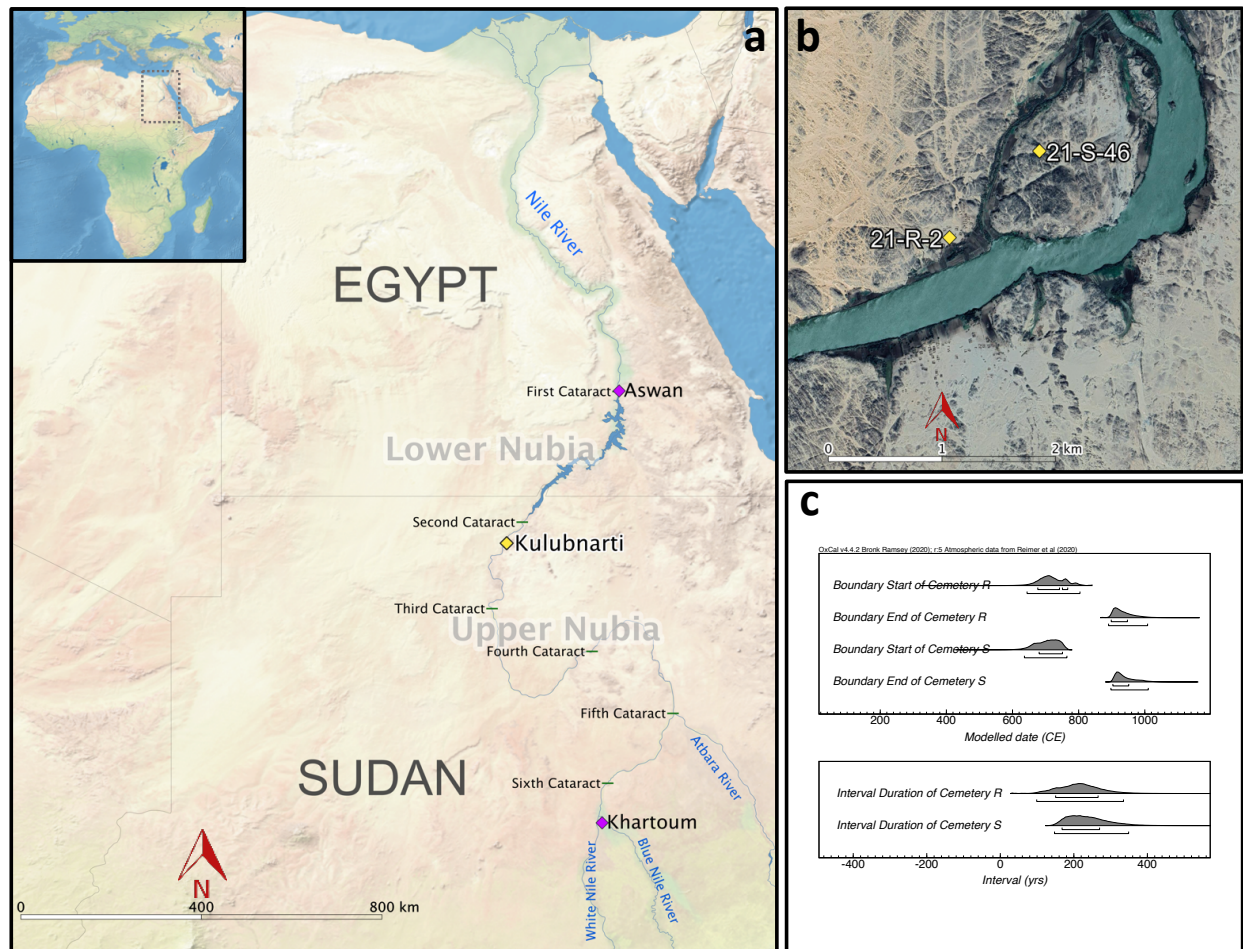 a
Nile River
EGYPT
First Cataract
Aswan
Lower Nubia
Second Cataract
Kulubnarti
Third Cataract
Upper Nubia
Fourth Cataract
Fifth Cataract
Atbara River
SUDAN
Sixth Cataract
Khartoum
White Nile River
Blue Nile River
N
0 400 800 km
b
21-S-46
21-R-2
N
0 1 2 km
c
OxCal v4.4.2 Bronk Ramsey (2020); r:5 Atmospheric data from Reimer et al (2020)
Boundary Start of Cemetery R
Boundary End of Cemetery R
Boundary Start of Cemetery S
Boundary End of Cemetery S
200 400 600 800 1000
Modelled date (CE)
Interval Duration of Cemetery R
Interval Duration of Cemetery S
-400 -200 0 200 400
Interval (yrs)